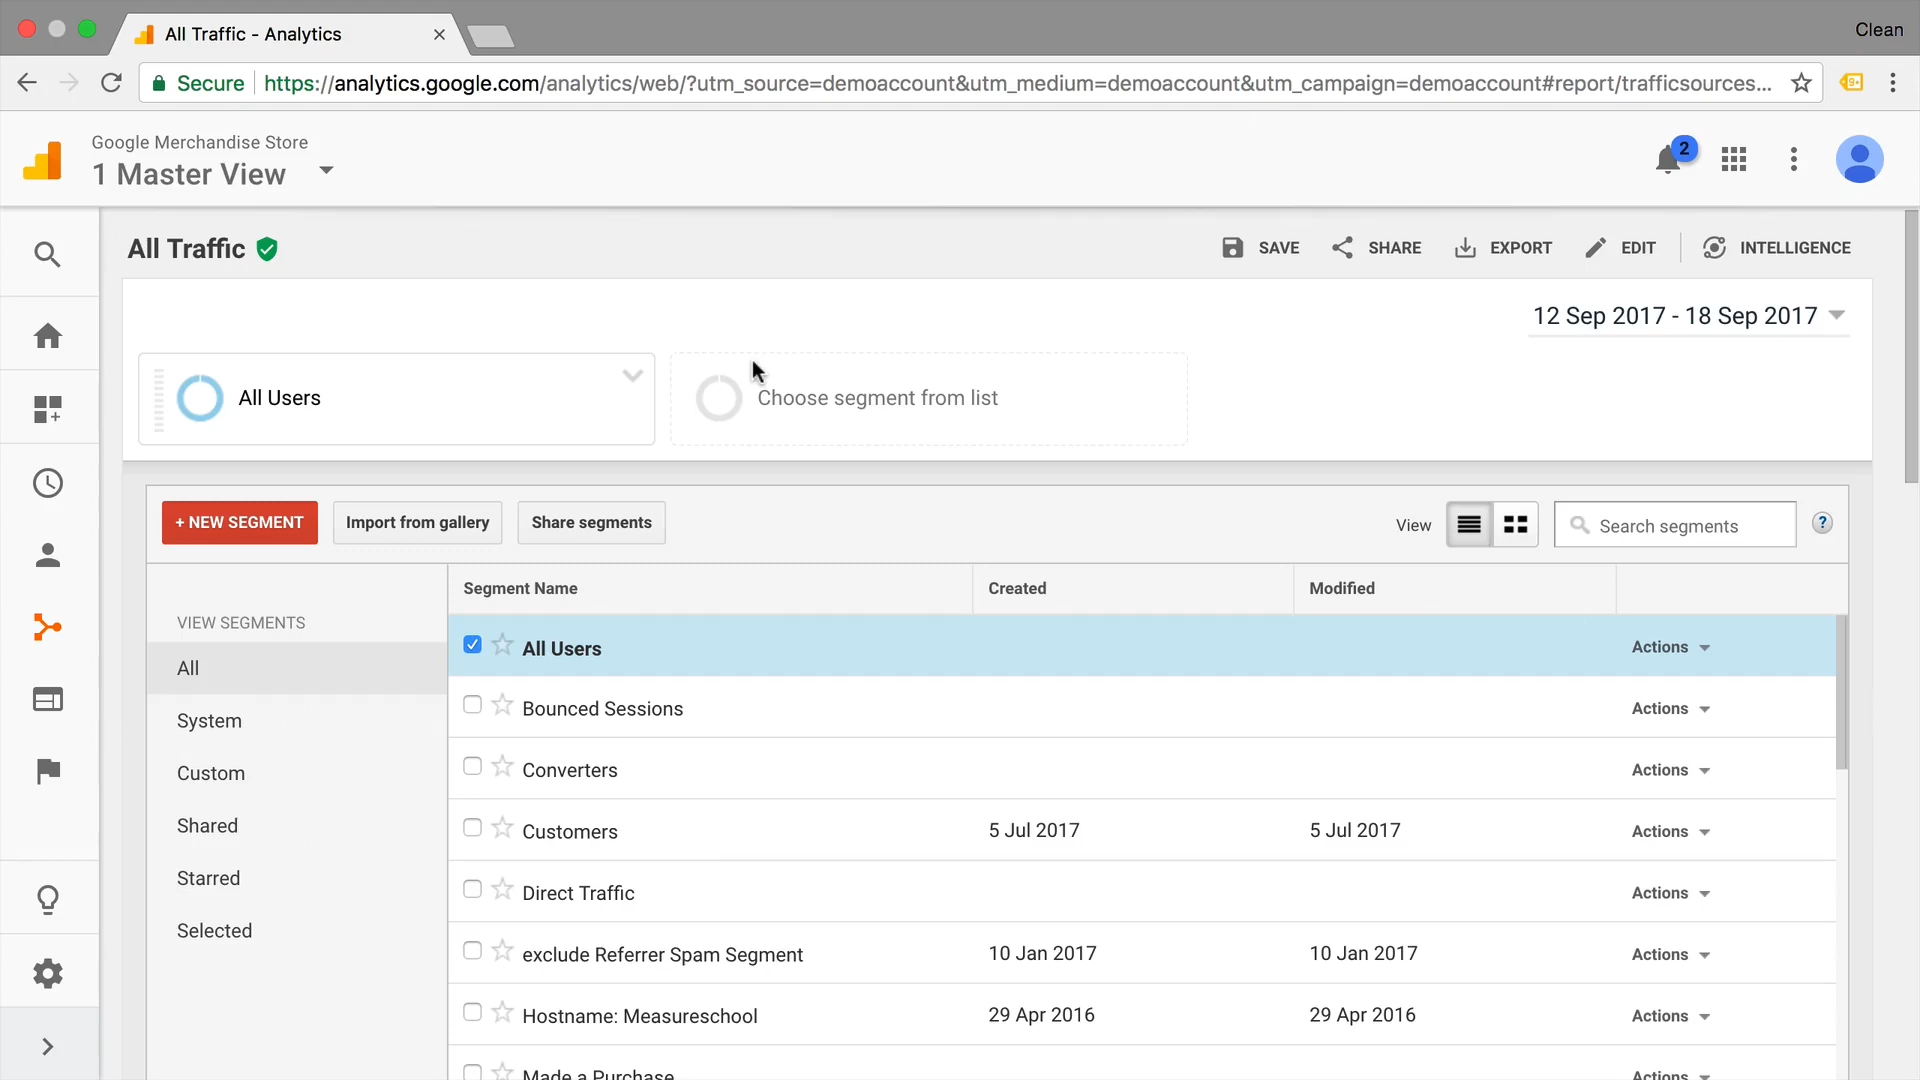 All Traffic - Analytics
Clean
Secure https://analytics.google.com/analytics/web/?utm_source=demoaccount&utm_medium=demoaccount&utm_campaign=demoaccount#report/trafficsources...
Google Merchandise Store
1 Master View
2
All Traffic
SAVE SHARE EXPORT EDIT INTELLIGENCE
12 Sep 2017 - 18 Sep 2017
All Users
Choose segment from list
+ NEW SEGMENT Import from gallery Share segments View Search segments ?
Segment Name Created Modified
VIEW SEGMENTS
All
System
Custom
Shared
Starred
Selected
All Users Actions
Bounced Sessions Actions
Converters Actions
Customers 5 Jul 2017 5 Jul 2017 Actions
Direct Traffic Actions
exclude Referrer Spam Segment 10 Jan 2017 10 Jan 2017 Actions
Hostname: Measureschool 29 Apr 2016 29 Apr 2016 Actions
Made a Purchase Actions